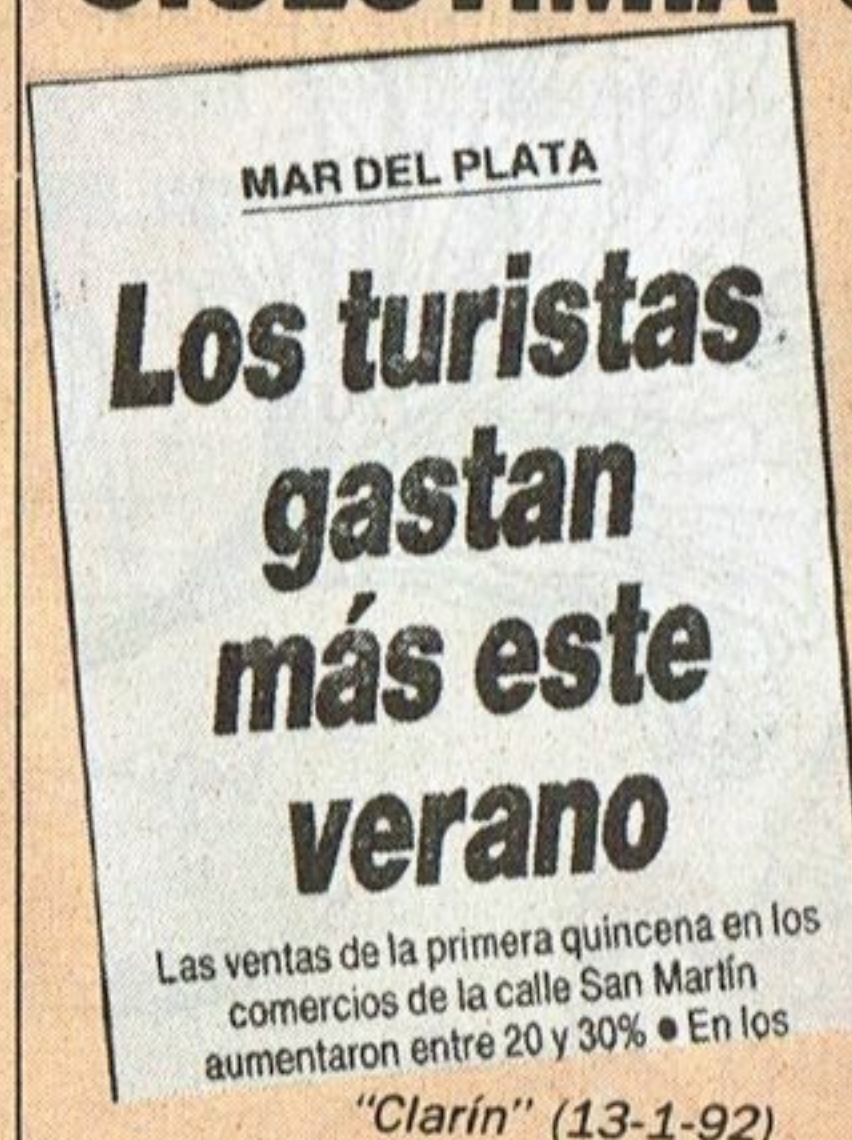 MAR DEL PLATA
Los turistas
gastan
más este
verano
Las ventas de la primera quincena en los
comercios de la calle San Martín
aumentaron entre 20 y 30% ● En los
"Clarín" (13-1-92)